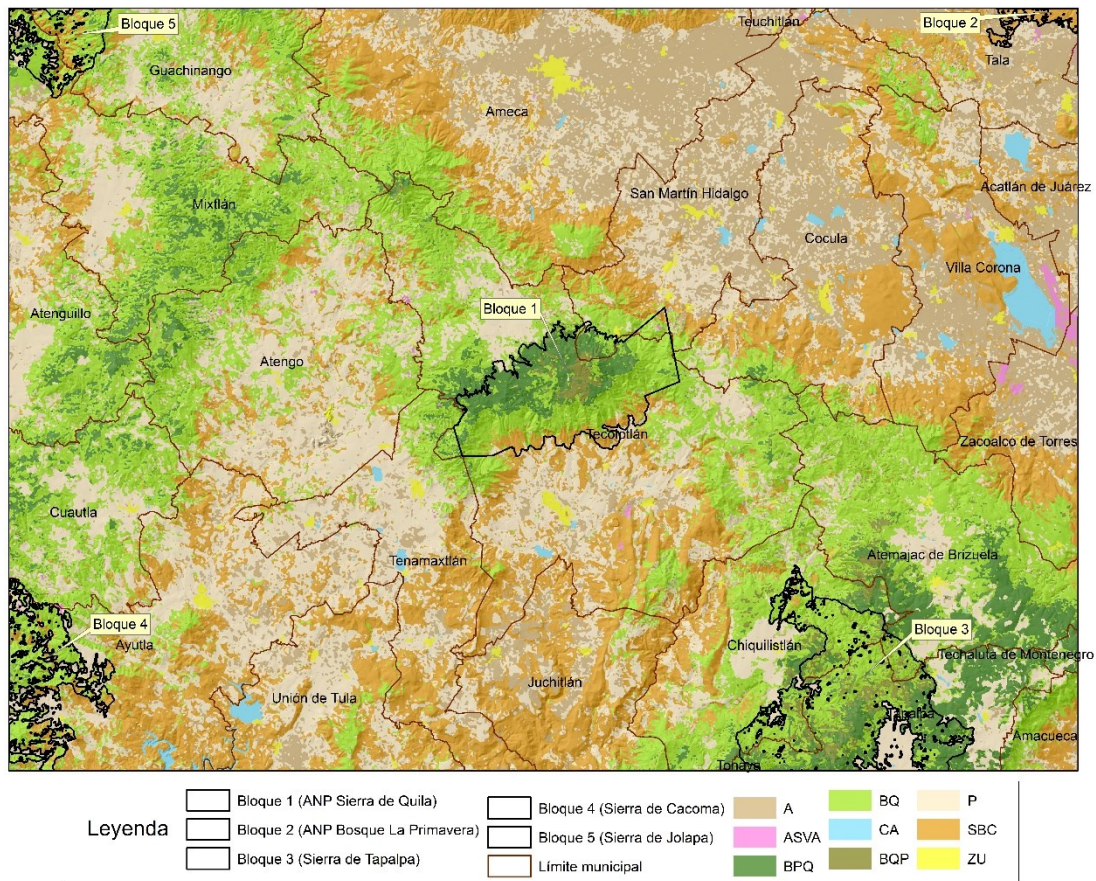 Bloque 5
Teuchitlán
Bloque 2
Tala
Guachinango
Ameca
San Martín Hidalgo
Acatlán de Juárez
Mixtlán
Cocula
Villa Corona
Atenguillo
Bloque 1
Atengo
Tecolotlán
Zacoalco de Torres
Cuautla
Tenamaxtlán
Atemajac de Brizuela
Bloque 4
Ayutla
Bloque 3
Chiquilistlán
Techaluta de Montenegro
Juchitlán
Unión de Tula
Tapalpa
Amacueca
Tonaya
Leyenda
Bloque 1 (ANP Sierra de Quila)
Bloque 2 (ANP Bosque La Primavera)
Bloque 3 (Sierra de Tapalpa)
Bloque 4 (Sierra de Cacoma)
Bloque 5 (Sierra de Jolapa)
Límite municipal
A
ASVA
BPQ
BQ
CA
BQP
P
SBC
ZU